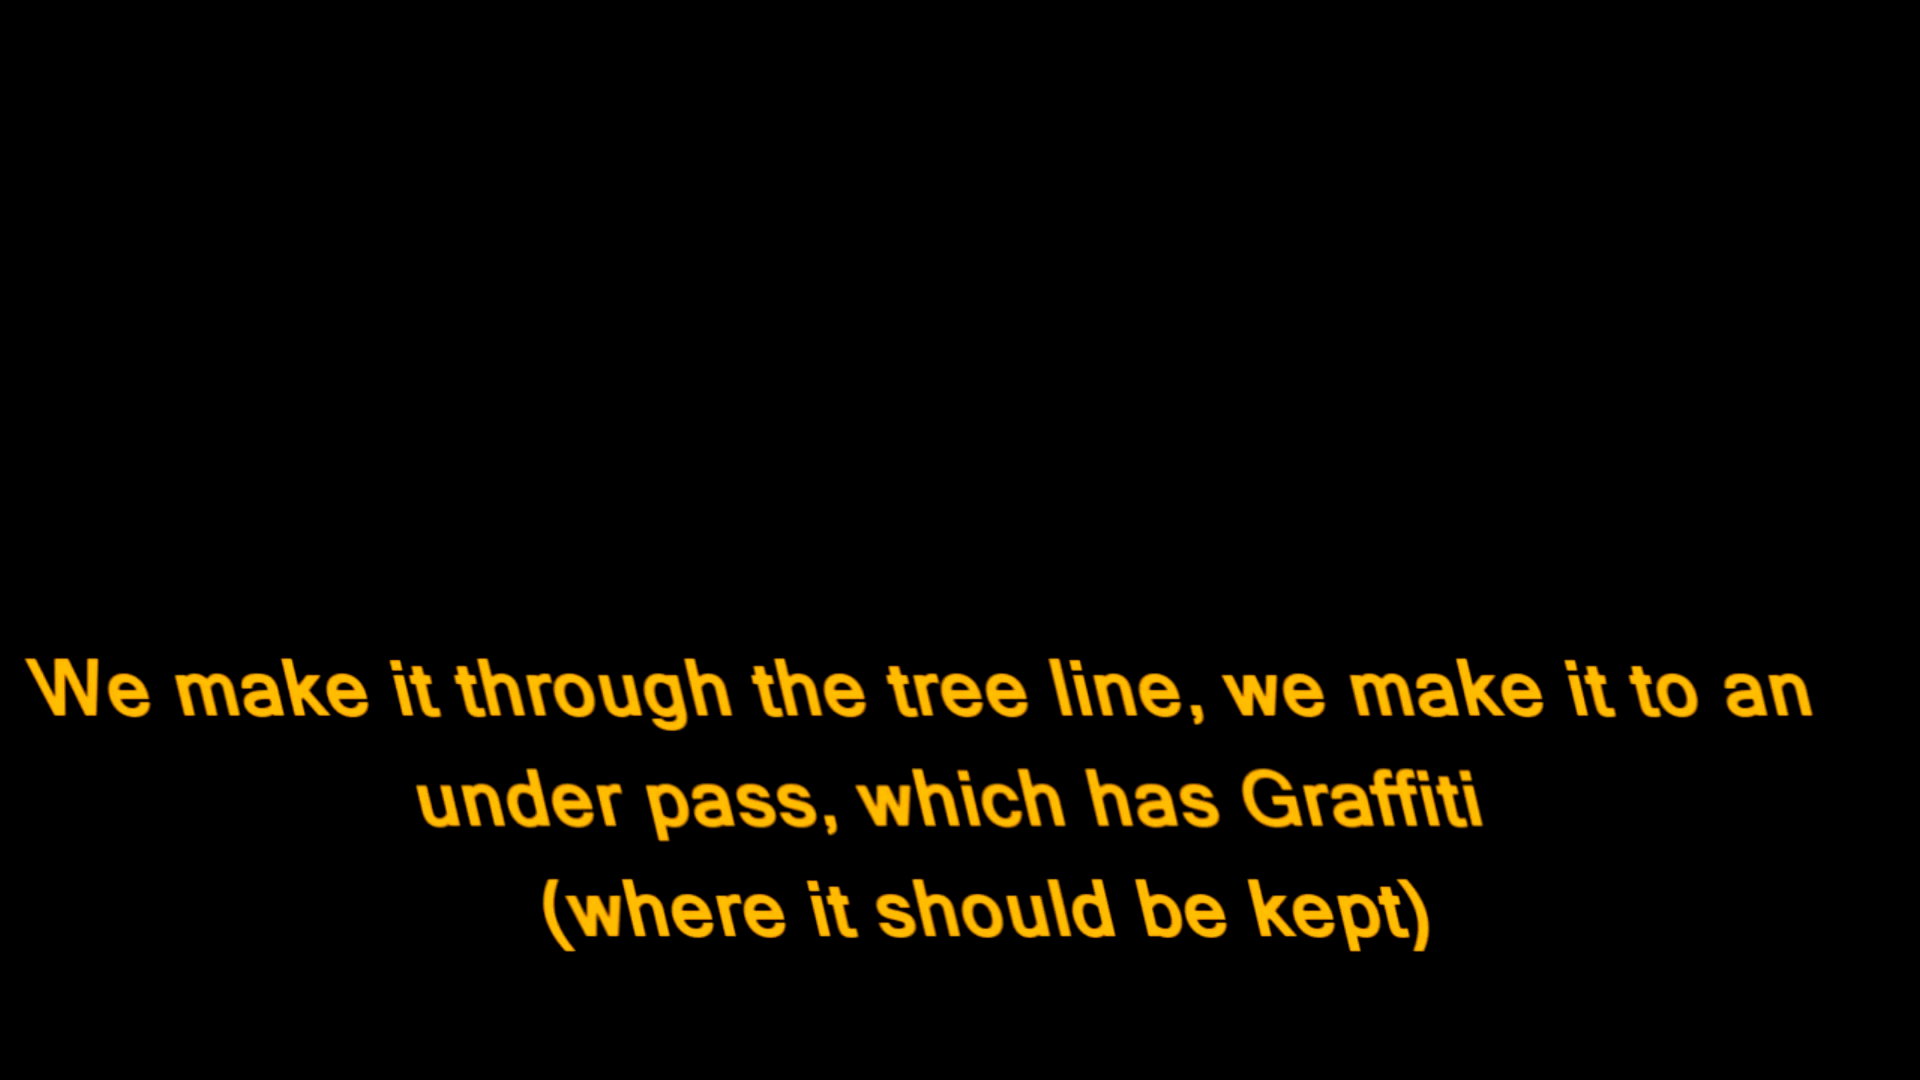 We make it through the tree line, we make it to an
under pass, which has Graffiti
(where it should be kept)